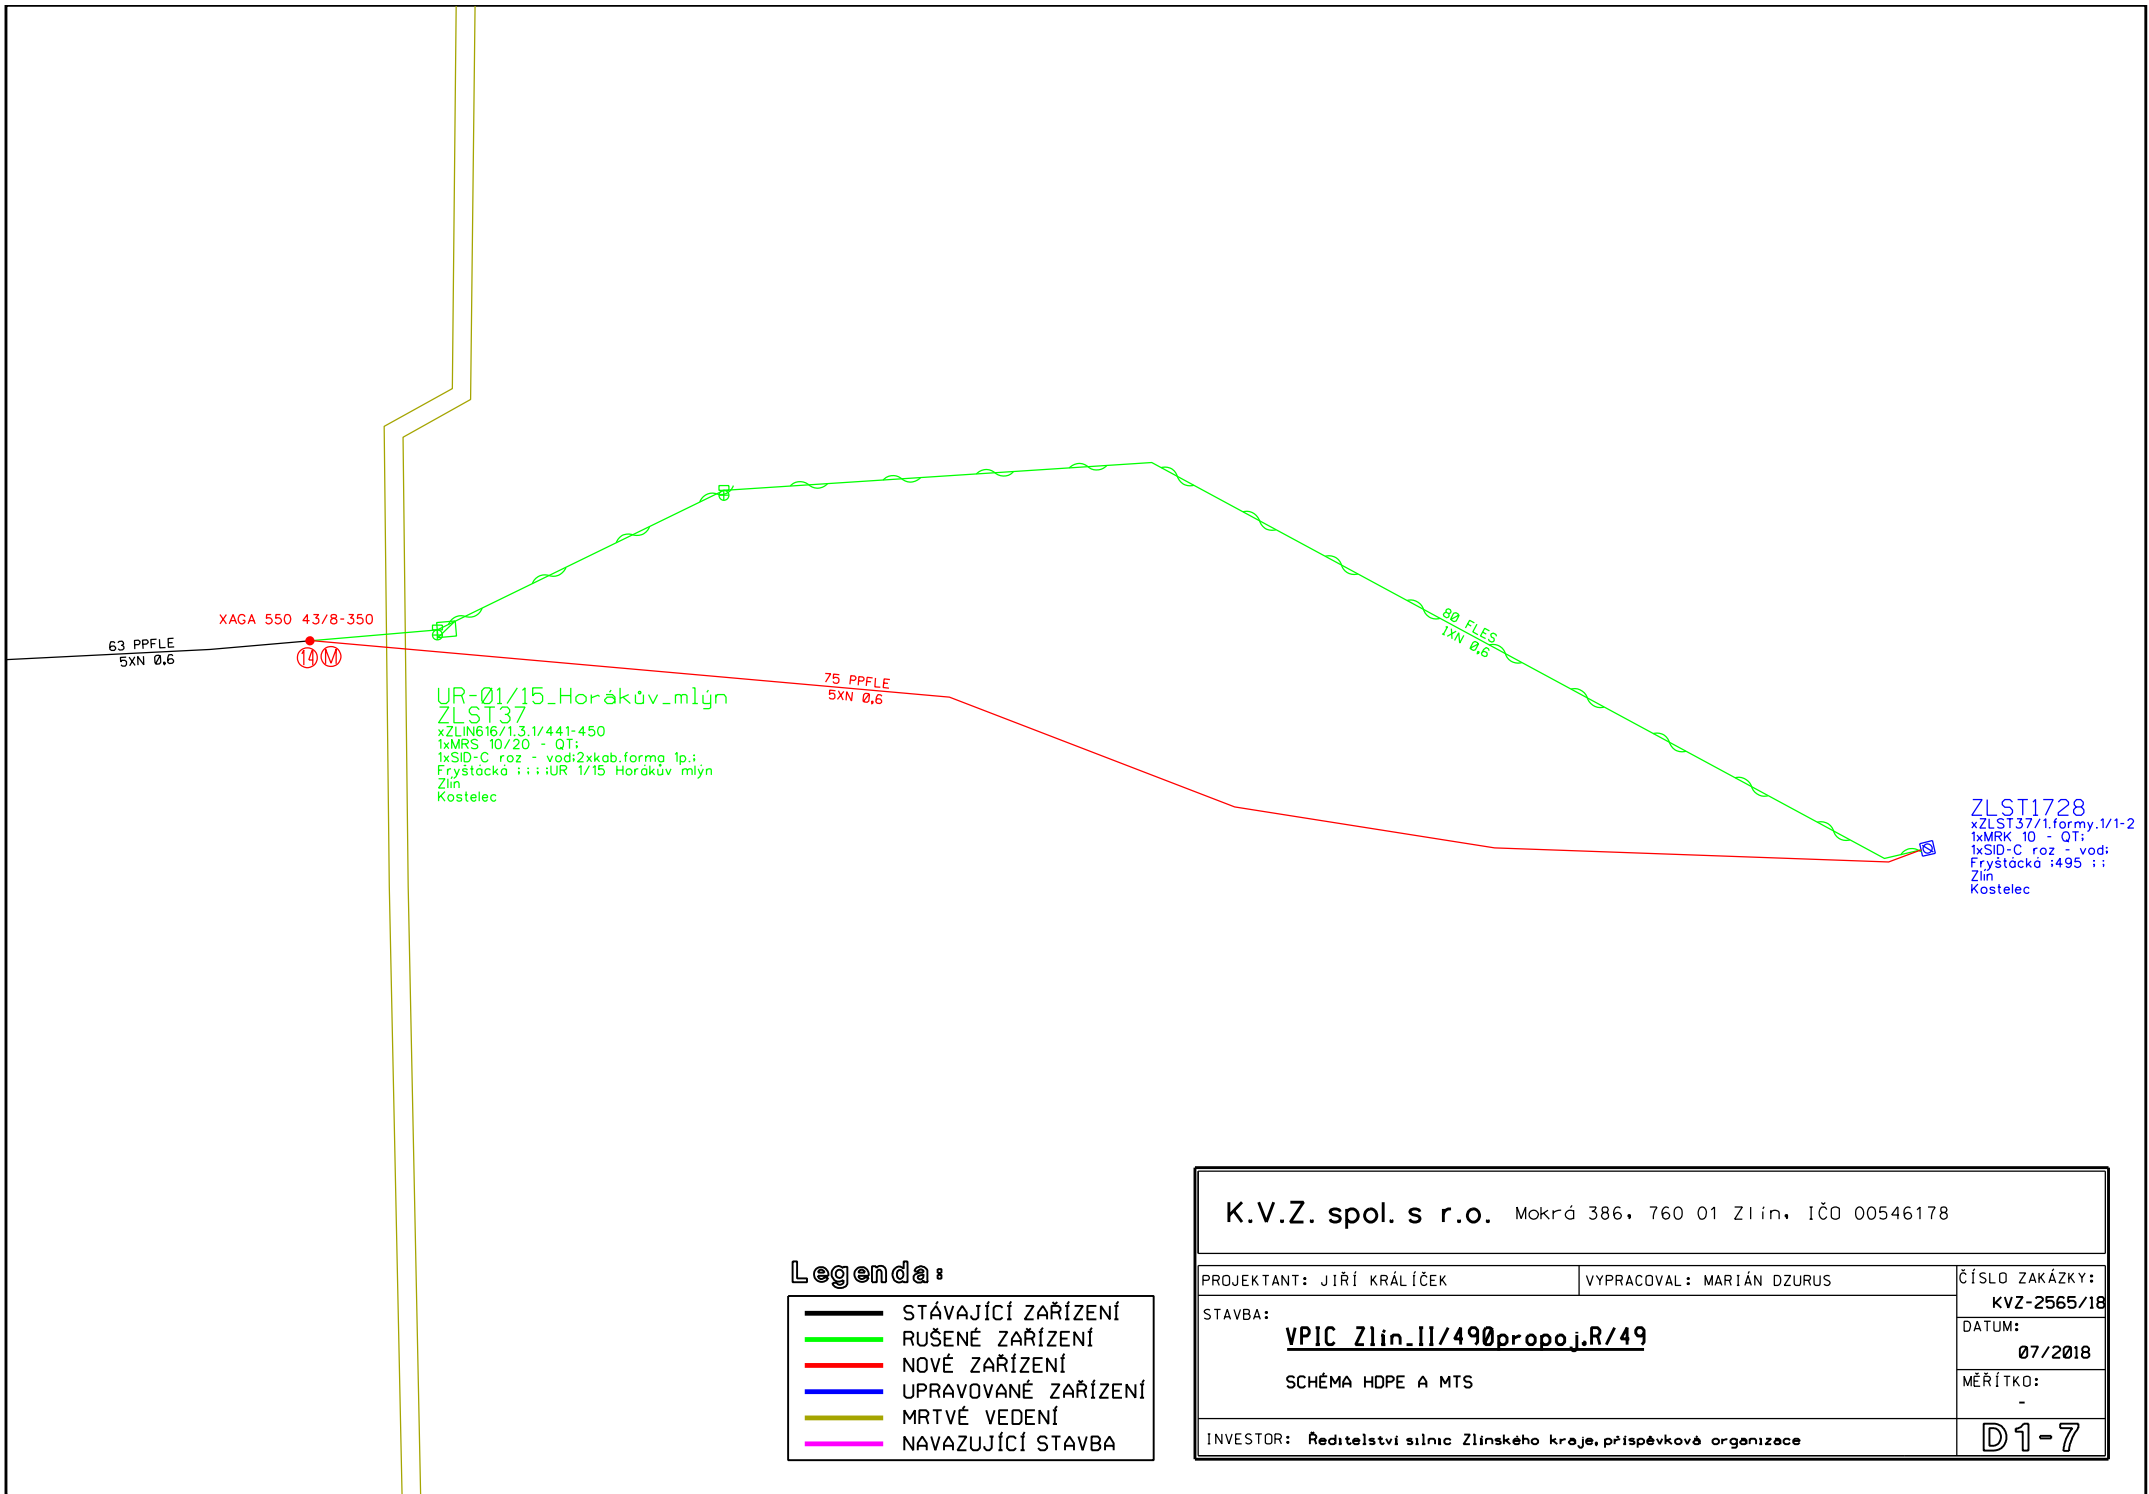 XAGA 550 43/8-350
63 PPFLE
5XN 0.6
14 M
75 PPFLE
5XN 0.6
80 FLES
1XN 0.6
UR-01/15_Horákův_mlýn
ZLST37
xZLIN616/1.3.1/441-450
1xMRS 10/20 - QT;
1xSID-C roz - vod;2xkab.forma 1p.;
Fryštácká ;;;;UR 1/15 Horákův mlýn
Zlín
Kostelec
ZLST1728
xZLST37/1.formy.1/1-2
1xMRK 10 - QT;
1xSID-C roz - vod;
Fryštácká ;495 ;;
Zlín
Kostelec
Legenda:
STÁVAJÍCÍ ZAŘÍZENÍ
RUŠENÉ ZAŘÍZENÍ
NOVÉ ZAŘÍZENÍ
UPRAVOVANÉ ZAŘÍZENÍ
MRTVÉ VEDENÍ
NAVAZUJÍCÍ STAVBA
K.V.Z. spol. s r.o. Mokrá 386, 760 01 Zlín, IČO 00546178
PROJEKTANT: JIŘÍ KRÁLÍČEK
VYPRACOVAL: MARIÁN DZURUS
ČÍSLO ZAKÁZKY:
KVZ-2565/18
STAVBA:
VPIC Zlín_II/490propoj.R/49
SCHÉMA HDPE A MTS
DATUM:
07/2018
MĚŘÍTKO:
-
INVESTOR: Ředitelství silnic Zlínského kraje, příspěvková organizace
D1-7